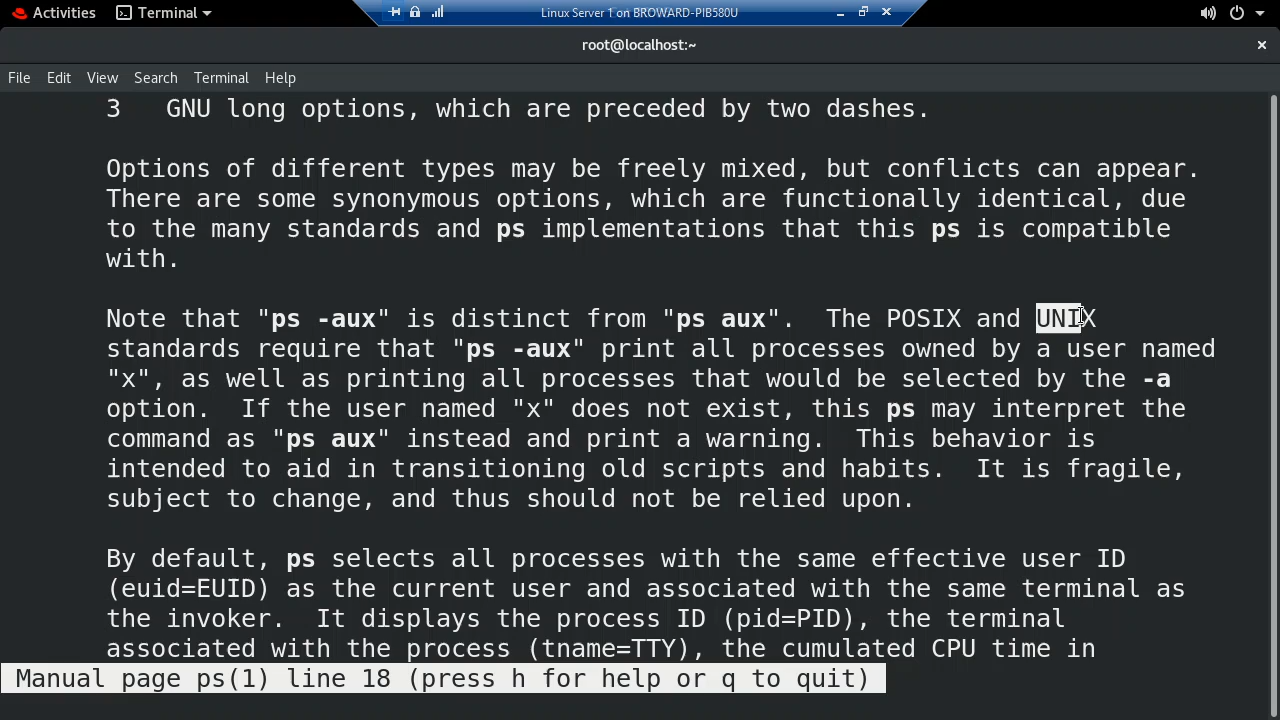 Activities Terminal Linux Server 1 on BROWARD-PIB580U
root@localhost:~
File Edit View Search Terminal Help
3 GNU long options, which are preceded by two dashes.
Options of different types may be freely mixed, but conflicts can appear.
There are some synonymous options, which are functionally identical, due
to the many standards and ps implementations that this ps is compatible
with.
Note that "ps -aux" is distinct from "ps aux". The POSIX and UNIX
standards require that "ps -aux" print all processes owned by a user named
"x", as well as printing all processes that would be selected by the -a
option. If the user named "x" does not exist, this ps may interpret the
command as "ps aux" instead and print a warning. This behavior is
intended to aid in transitioning old scripts and habits. It is fragile,
subject to change, and thus should not be relied upon.
By default, ps selects all processes with the same effective user ID
(euid=EUID) as the current user and associated with the same terminal as
the invoker. It displays the process ID (pid=PID), the terminal
associated with the process (tname=TTY), the cumulated CPU time in
Manual page ps(1) line 18 (press h for help or q to quit)